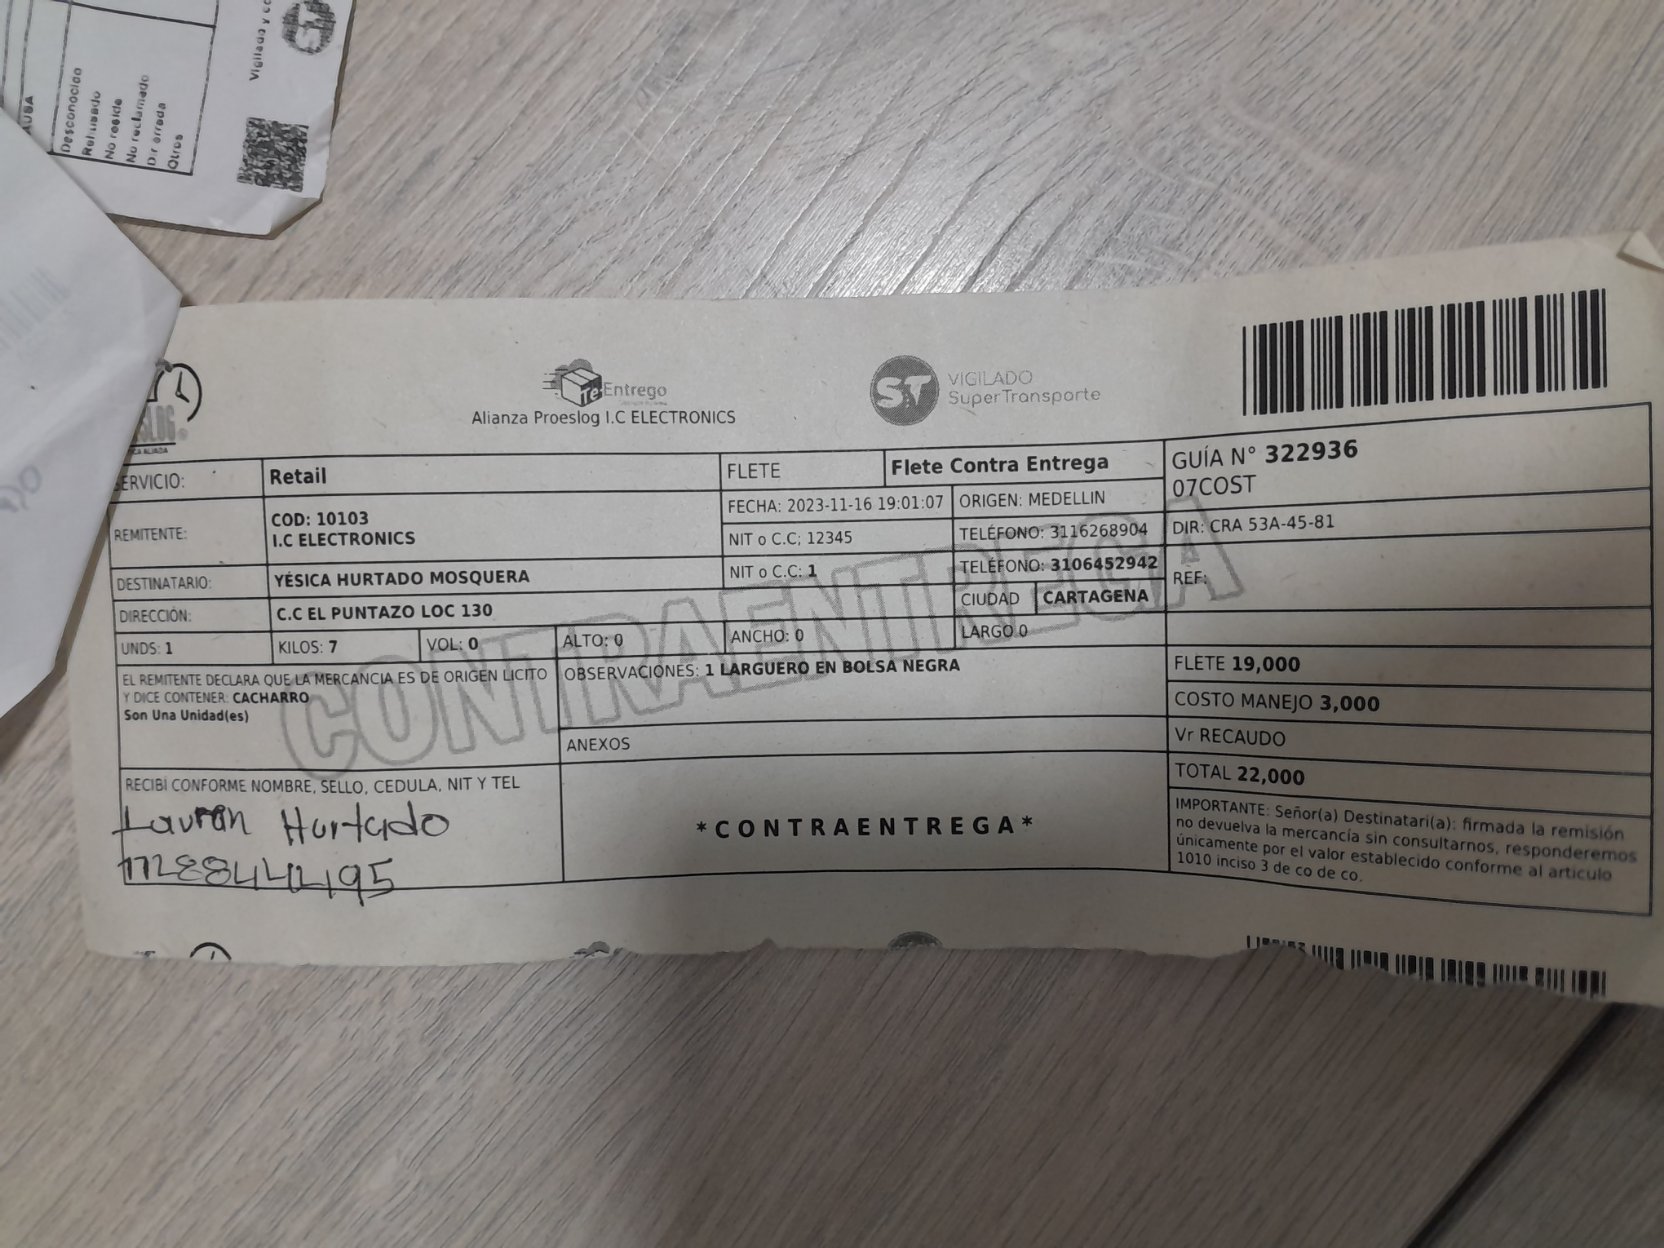 Vigilado y co
AUSA
Desconocido
Rehusado
No reside
No reclamado
Dir errada
Otros
TeEntrego
Alianza Proeslog I.C ELECTRONICS
ST VIGILADO
SuperTransporte
SERVICIO: Retail FLETE Flete Contra Entrega GUÍA N° 322936
07COST
REMITENTE: COD: 10103
I.C ELECTRONICS
FECHA: 2023-11-16 19:01:07 ORIGEN: MEDELLIN
NIT o C.C; 12345 TELÉFONO: 3116268904 DIR: CRA 53A-45-81
DESTINATARIO: YÉSICA HURTADO MOSQUERA NIT o C.C: 1 TELÉFONO: 3106452942 REF:
DIRECCIÓN: C.C EL PUNTAZO LOC 130 CIUDAD CARTAGENA
UNDS: 1 KILOS: 7 VOL: 0 ALTO: 0 ANCHO: 0 LARGO 0
EL REMITENTE DECLARA QUE LA MERCANCIA ES DE ORIGEN LICITO
Y DICE CONTENER: CACHARRO
Son Una Unidad(es)
OBSERVACIONES: 1 LARGUERO EN BOLSA NEGRA
ANEXOS
FLETE 19,000
COSTO MANEJO 3,000
Vr RECAUDO
TOTAL 22,000
CONTRAENTREGA
RECIBI CONFORME NOMBRE, SELLO, CEDULA, NIT Y TEL
Hurtado
*CONTRAENTREGA*
IMPORTANTE: Señor(a) Destinatari(a): firmada la remisión
no devuelva la mercancía sin consultarnos, responderemos
únicamente por el valor establecido conforme al articulo
1010 inciso 3 de co de co.